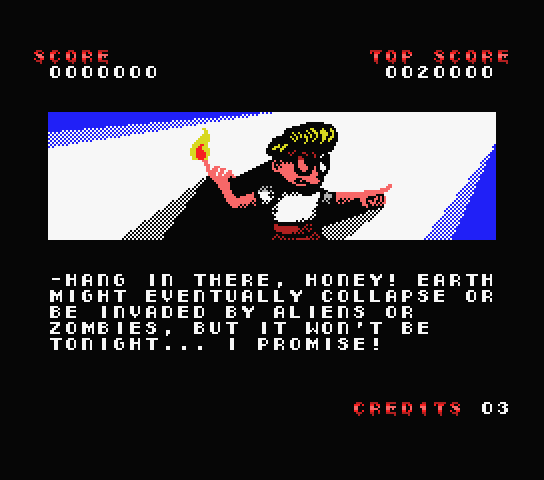 SCORE
0000000
TOP SCORE
0020000
-HANG IN THERE, HONEY! EARTH
MIGHT EVENTUALLY COLLAPSE OR
BE INVADED BY ALIENS OR
ZOMBIES, BUT IT WON'T BE
TONIGHT... I PROMISE!
CREDITS 03